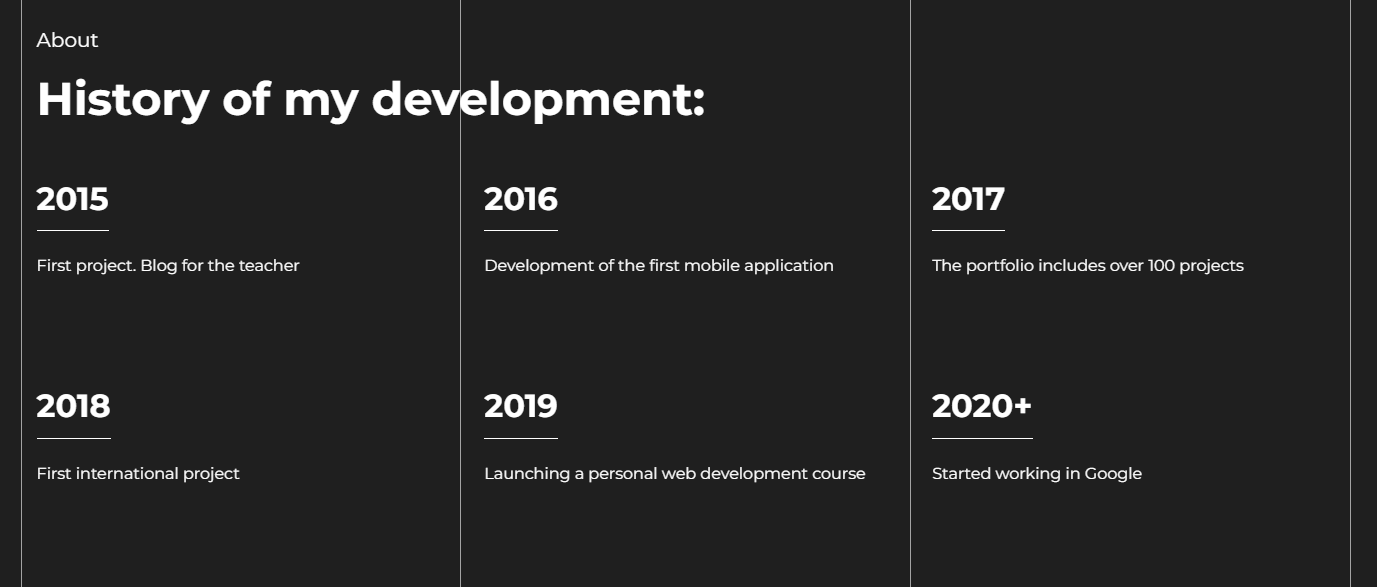 About
History of my development:
2015
2016
2017
First project. Blog for the teacher
Development of the first mobile application
The portfolio includes over 100 projects
2018
2019
2020+
First international project
Launching a personal web development course
Started working in Google